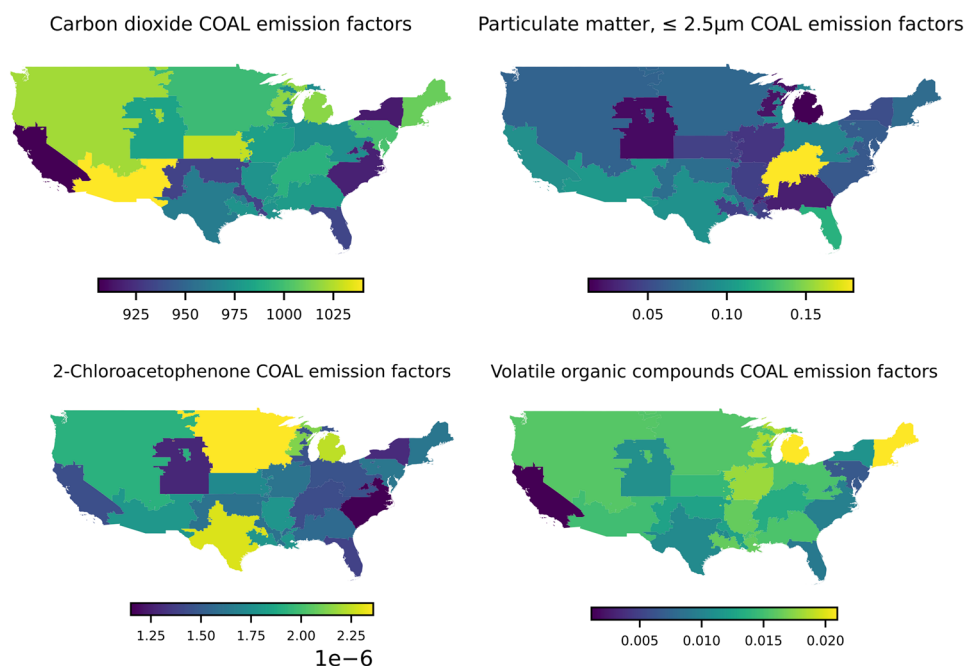 Carbon dioxide COAL emission factors
Particulate matter, ≤ 2.5μm COAL emission factors
925 950 975 1000 1025
0.05 0.10 0.15
2-Chloroacetophenone COAL emission factors
Volatile organic compounds COAL emission factors
1.25 1.50 1.75 2.00 2.25
1e−6
0.005 0.010 0.015 0.020